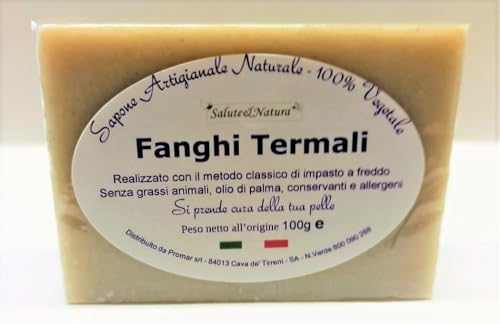 Sapone Artigianale Naturale - 100% Vegetale
Salute&Natura
Fanghi Termali
Realizzato con il metodo classico di impasto a freddo
Senza grassi animali, olio di palma, conservanti e allergeni
Si prende cura della tua pelle
Peso netto all'origine 100g e
Distribuito da Promar srl - 84013 Cava de' Tirreni - SA - N.Verde 800 090 268